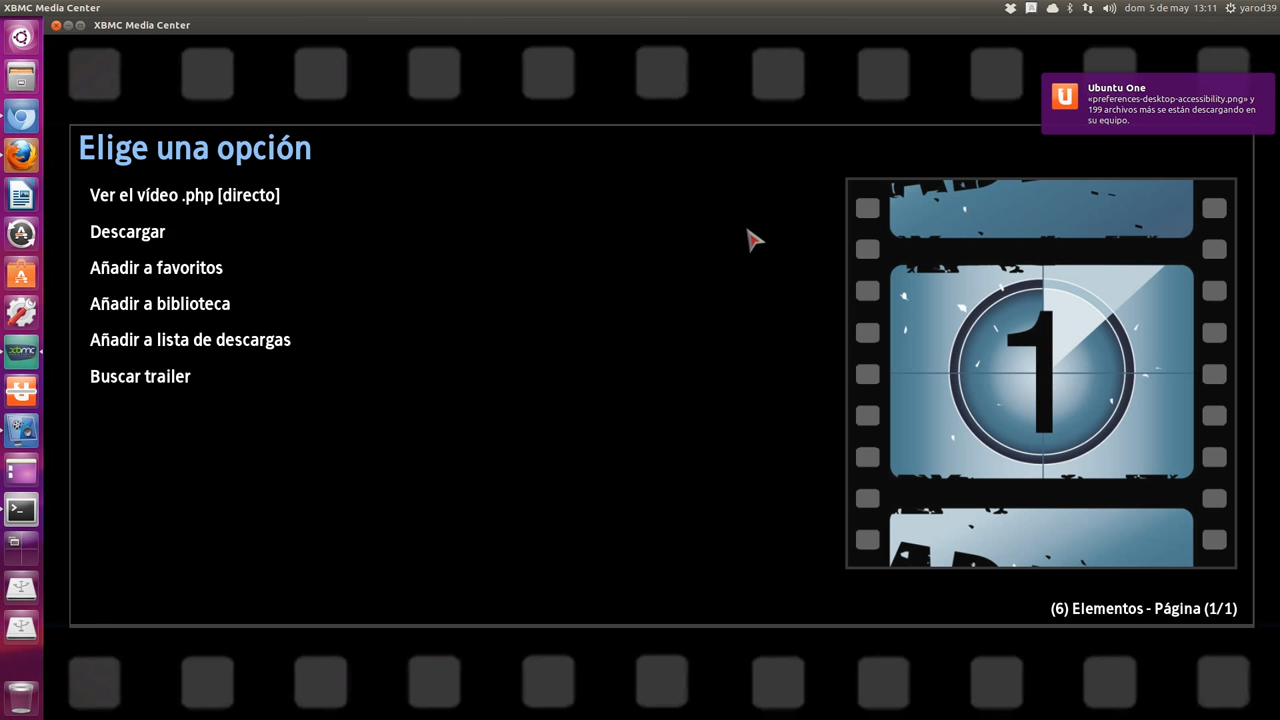 XBMC Media Center
dom 5 de may 13:11
yarod39
XBMC Media Center
Ubuntu One
«preferences-desktop-accessibility.png» y
199 archivos más se están descargando en
su equipo.
Elige una opción
Ver el vídeo .php [directo]
Descargar
Añadir a favoritos
Añadir a biblioteca
Añadir a lista de descargas
Buscar trailer
1
xbmc
(6) Elementos - Página (1/1)